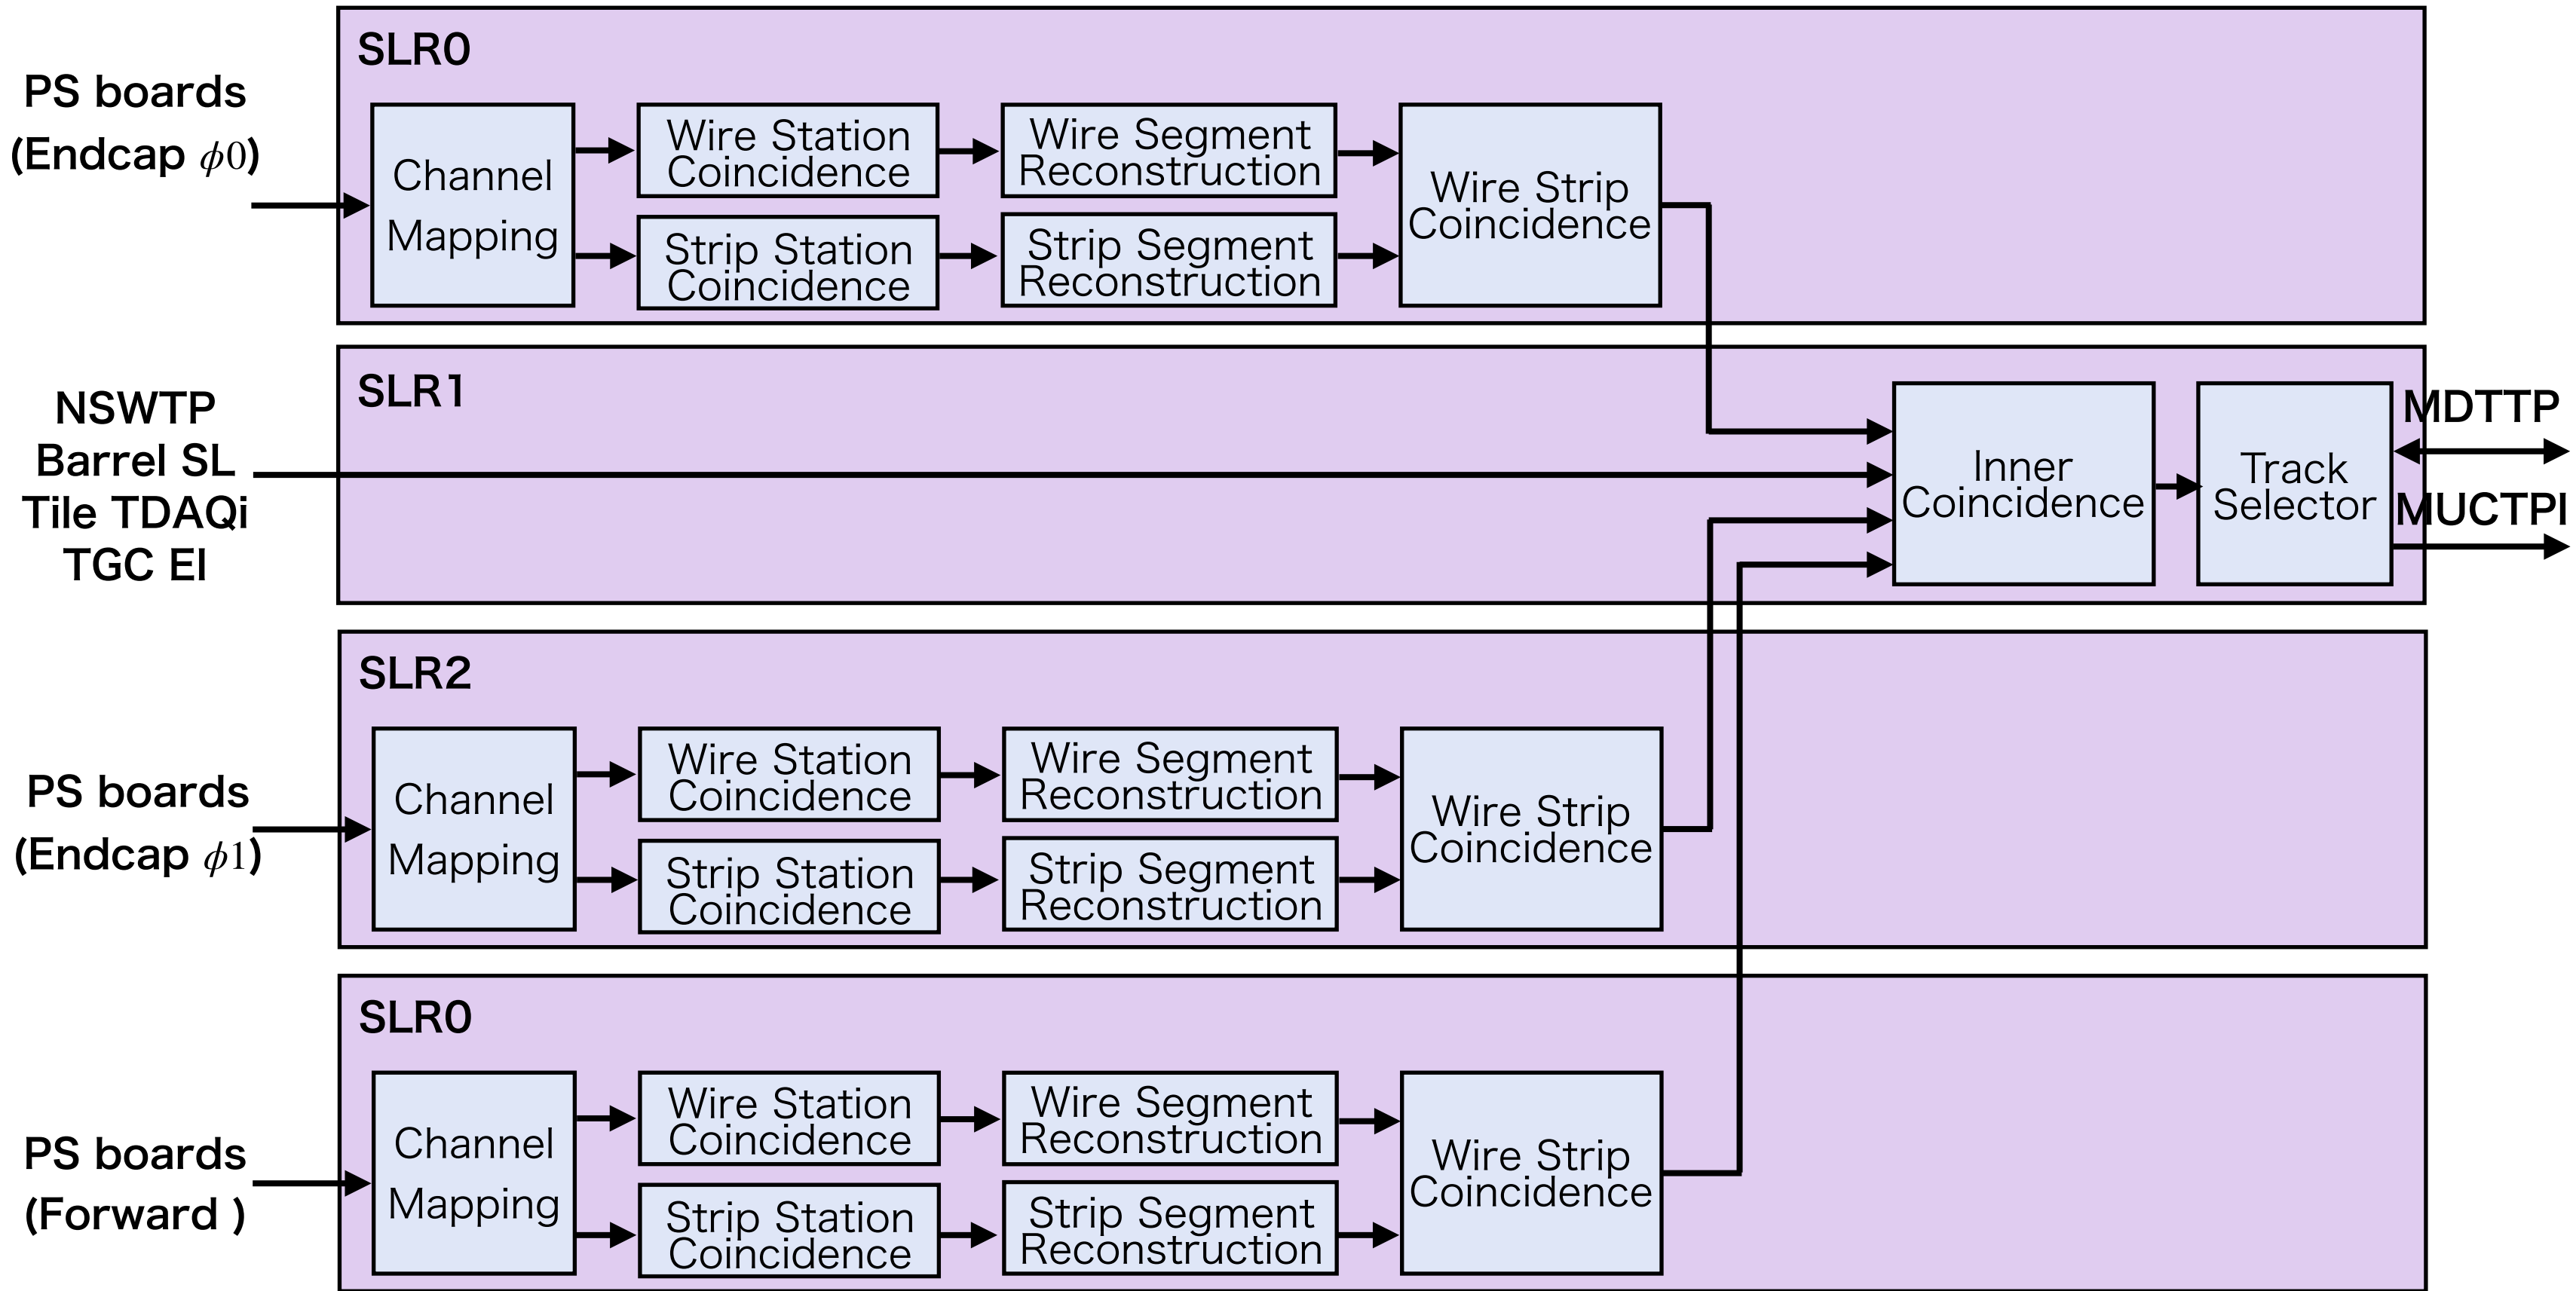 SLR0
PS boards
(Endcap ϕ0)
Channel
Mapping
Wire Station
Coincidence
Strip Station
Coincidence
Wire Segment
Reconstruction
Strip Segment
Reconstruction
Wire Strip
Coincidence
SLR1
NSWTP
Barrel SL
Tile TDAQi
TGC EI
Inner
Coincidence
Track
Selector
MDTTP
MUCTPI
SLR2
PS boards
(Endcap ϕ1)
Channel
Mapping
Wire Station
Coincidence
Strip Station
Coincidence
Wire Segment
Reconstruction
Strip Segment
Reconstruction
Wire Strip
Coincidence
SLR0
PS boards
(Forward )
Channel
Mapping
Wire Station
Coincidence
Strip Station
Coincidence
Wire Segment
Reconstruction
Strip Segment
Reconstruction
Wire Strip
Coincidence